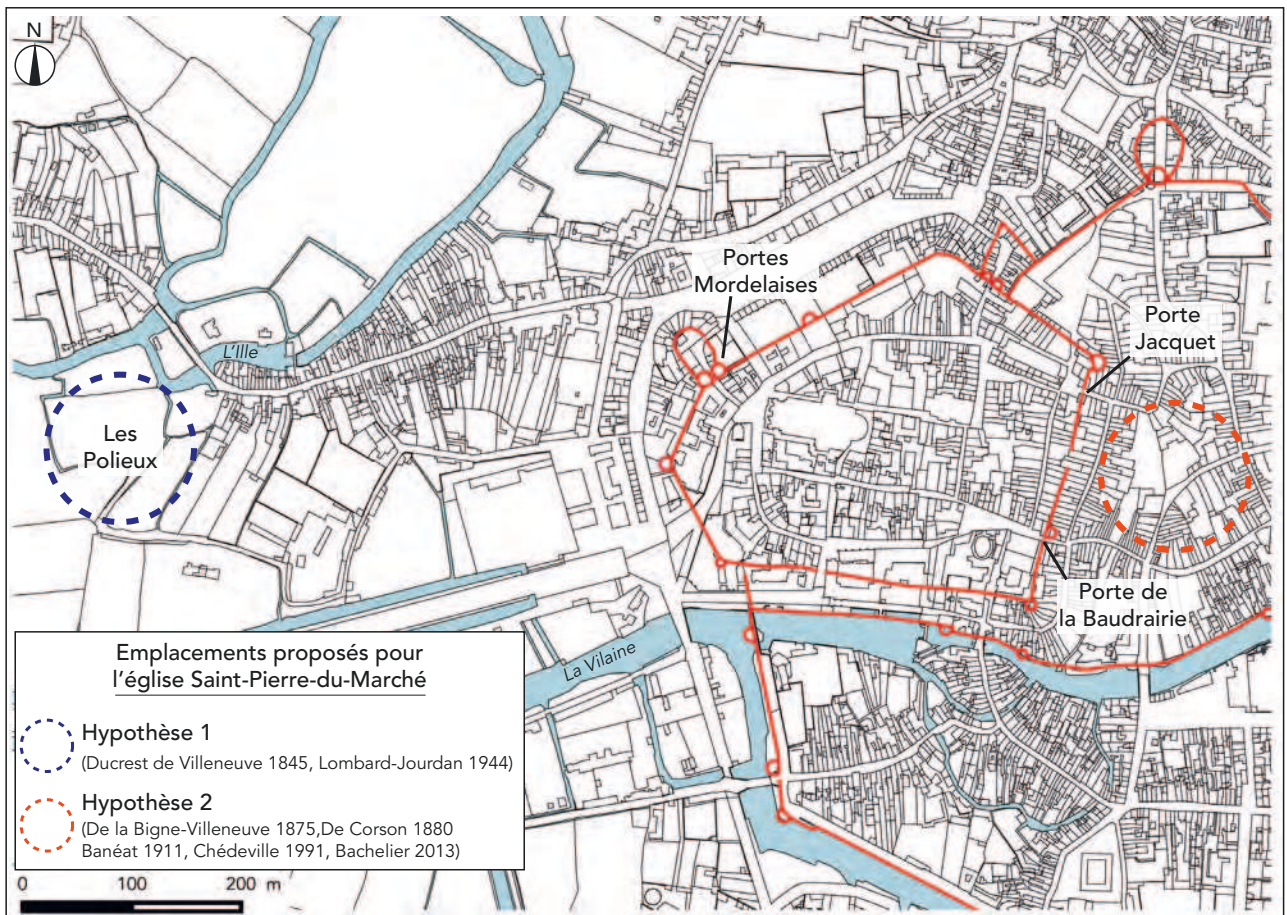 N
Portes
Mordelaises
Porte
Jacquet
L'Ille
Les
Polieux
Porte de
la Baudrairie
La Vilaine
Emplacements proposés pour
l'église Saint-Pierre-du-Marché
Hypothèse 1
(Ducrest de Villeneuve 1845, Lombard-Jourdan 1944)
Hypothèse 2
(De la Bigne-Villeneuve 1875,De Corson 1880
Banéat 1911, Chédeville 1991, Bachelier 2013)
0 100 200 m